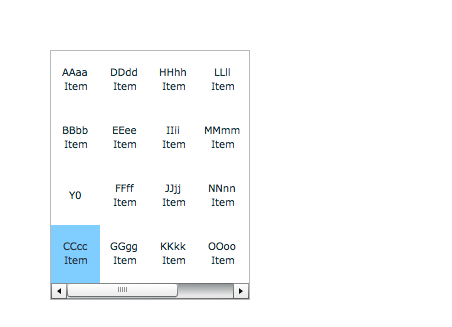 AAaa DDdd HHhh LLll
Item Item Item Item
BBbb EEee IIii MMmm
Item Item Item Item
Y0 FFff JJjj NNnn
Item Item Item
CCcc GGgg KKkk OOoo
Item Item Item Item